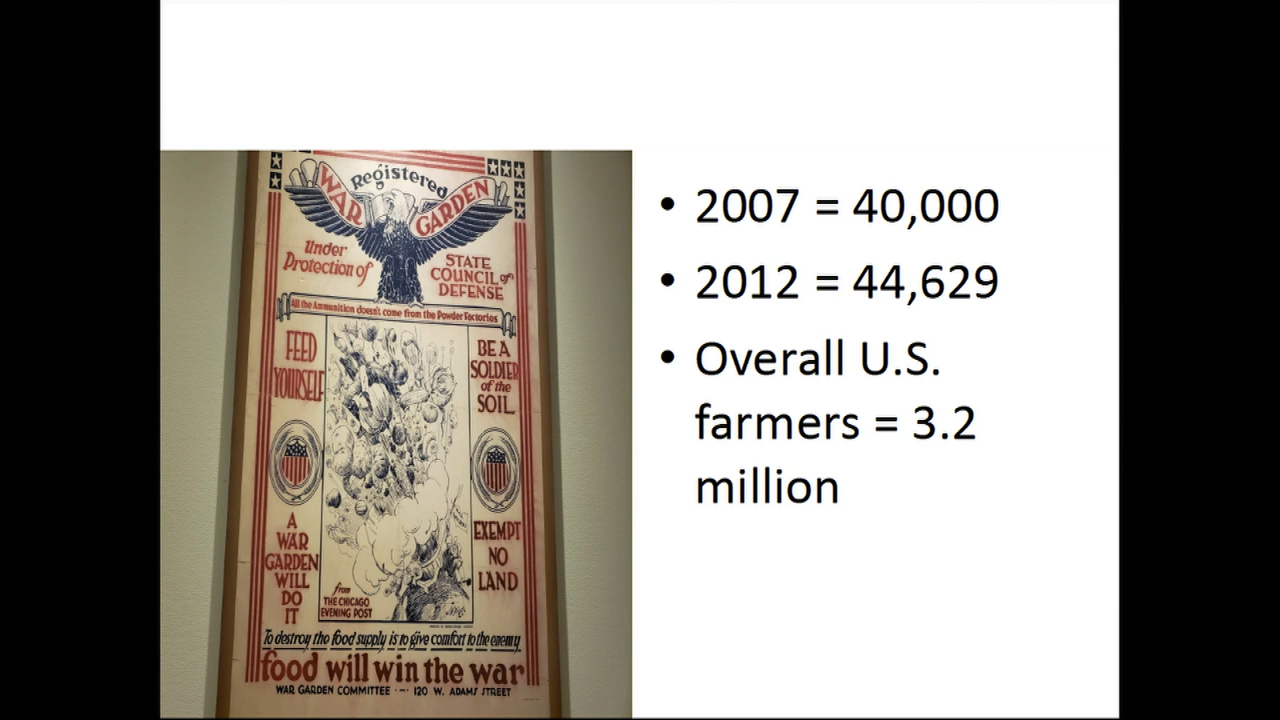 Registered
WAR GARDEN
Under
Protection of
STATE
COUNCIL of
DEFENSE
All the Ammunition doesn't come from the Powder Factories
FEED
YOURSELF
BE A
SOLDIER
of the
SOIL
A
WAR
GARDEN
WILL
DO
IT
EXEMPT
NO
LAND
from
THE CHICAGO
EVENING POST
To destroy the food supply is to give comfort to the enemy
food will win the war
WAR GARDEN COMMITTEE -·- 120 W. ADAMS STREET
• 2007 = 40,000
• 2012 = 44,629
• Overall U.S.
farmers = 3.2
million